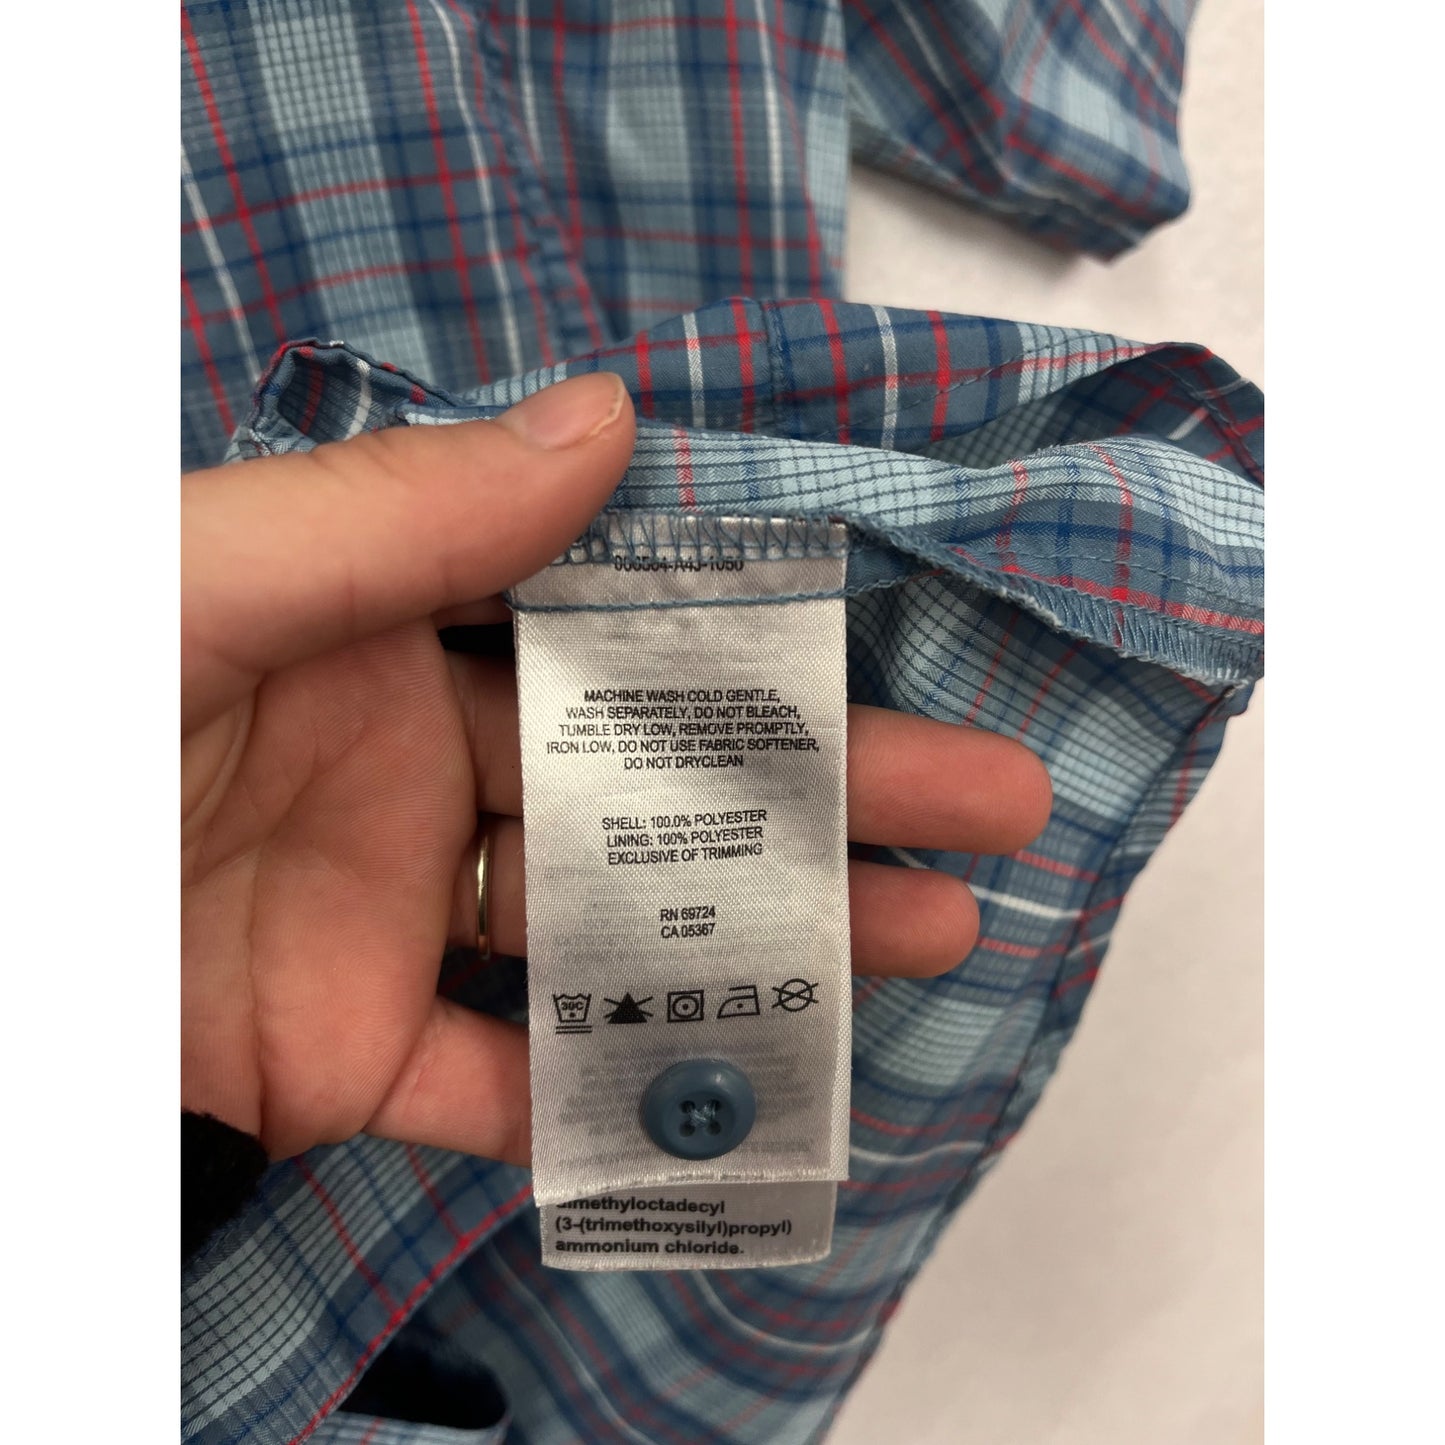 MACHINE WASH COLD GENTLE,
WASH SEPARATELY, DO NOT BLEACH,
TUMBLE DRY LOW, REMOVE PROMPTLY,
IRON LOW, DO NOT USE FABRIC SOFTENER,
DO NOT DRYCLEAN
SHELL: 100.0% POLYESTER
LINING: 100% POLYESTER
EXCLUSIVE OF TRIMMING
RN 69724
CA 05367
30C
dimethyloctadecyl
(3-(trimethoxysilyl)propyl)
ammonium chloride.